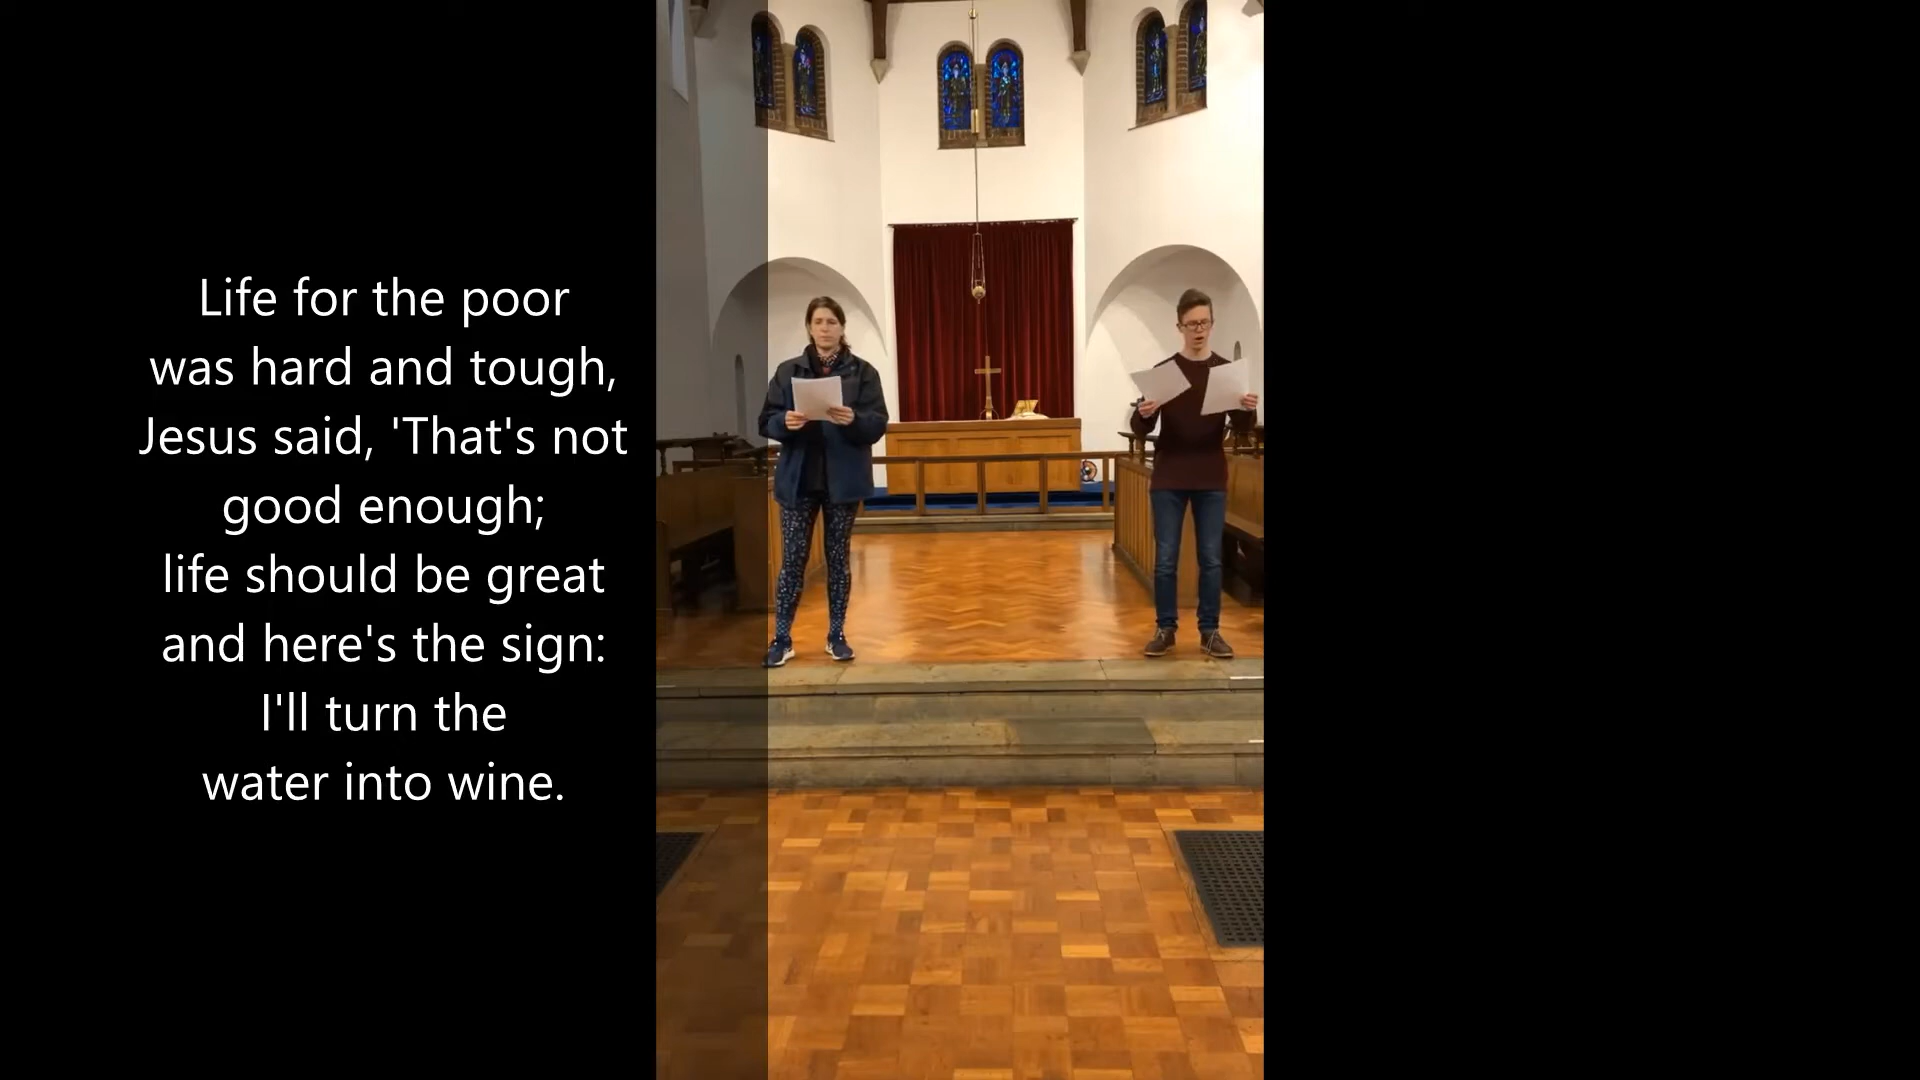 Life for the poor
was hard and tough,
Jesus said, 'That's not
good enough;
life should be great
and here's the sign:
I'll turn the
water into wine.